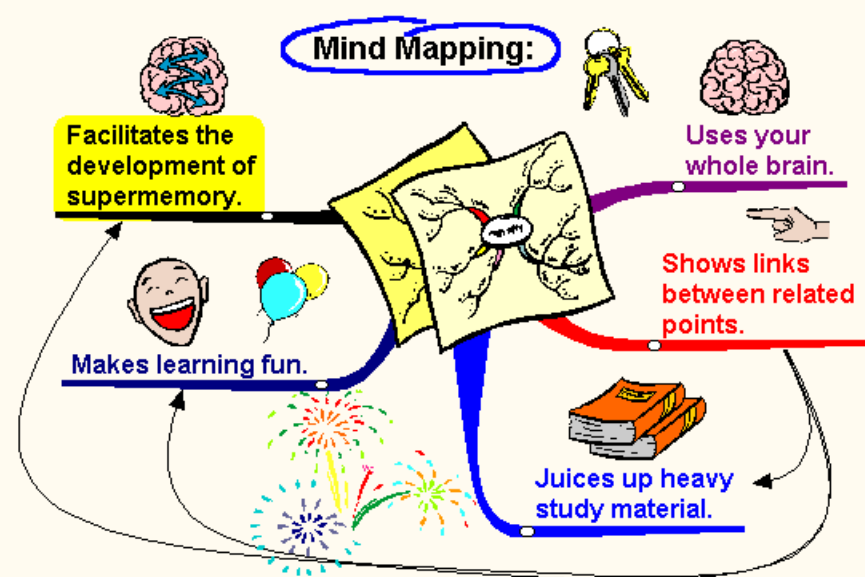 Mind Mapping:
Facilitates the
development of
supermemory.
Uses your
whole brain.
Shows links
between related
points.
Makes learning fun.
Juices up heavy
study material.